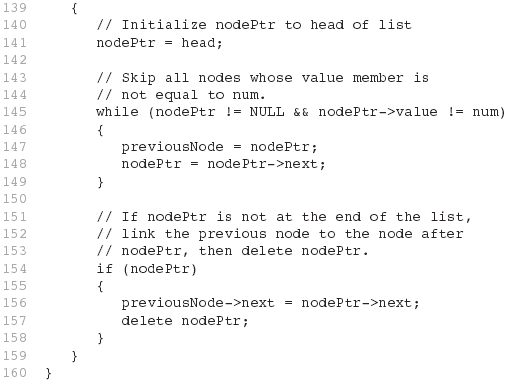 139     {
140        // Initialize nodePtr to head of list
141        nodePtr = head;
142
143        // Skip all nodes whose value member is
144        // not equal to num.
145        while (nodePtr != NULL && nodePtr->value != num)
146        {
147           previousNode = nodePtr;
148           nodePtr = nodePtr->next;
149        }
150
151        // If nodePtr is not at the end of the list,
152        // link the previous node to the node after
153        // nodePtr, then delete nodePtr.
154        if (nodePtr)
155        {
156           previousNode->next = nodePtr->next;
157           delete nodePtr;
158        }
159     }
160  }